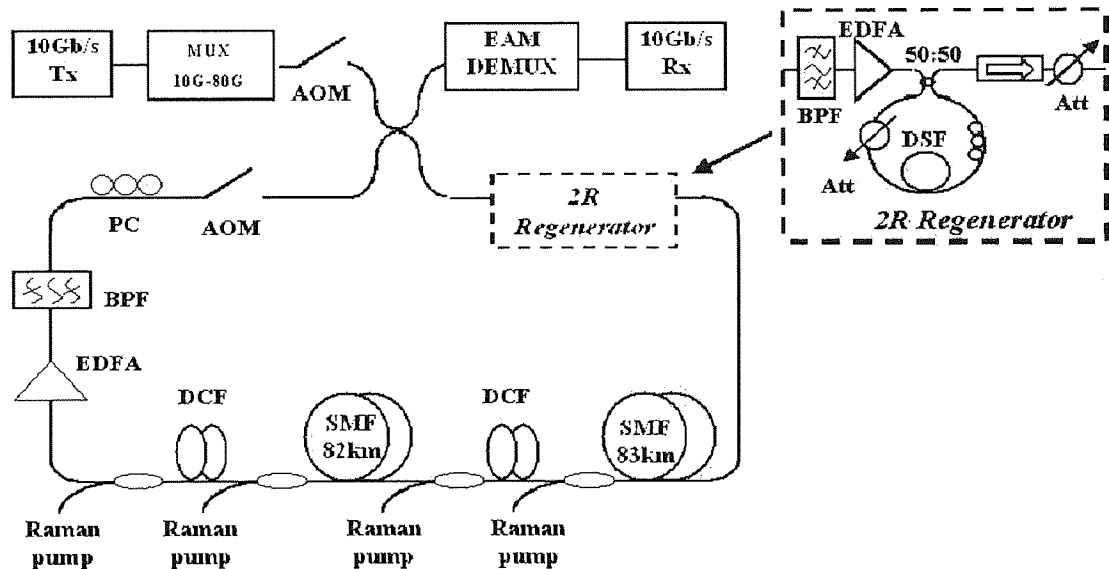 10Gb/s
Tx
MUX
10G-80G
AOM
EAM
DEMUX
10Gb/s
Rx
PC
AOM
2R
Regenerator
BPF
EDFA
DCF
SMF
82km
DCF
SMF
83km
Raman
pump
Raman
pump
Raman
pump
Raman
pump
EDFA
50:50
BPF
Att
DSF
Att
2R Regenerator